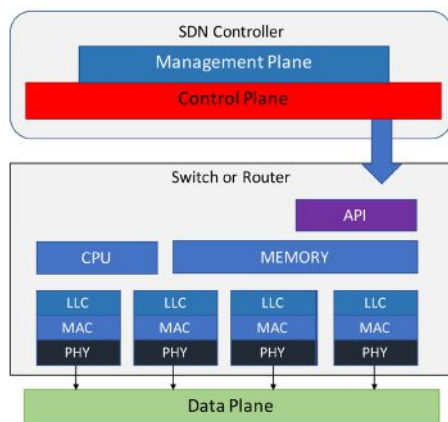 SDN Controller
Management Plane
Control Plane
Switch or Router
API
CPU MEMORY
LLC LLC LLC LLC
MAC MAC MAC MAC
PHY PHY PHY PHY
Data Plane